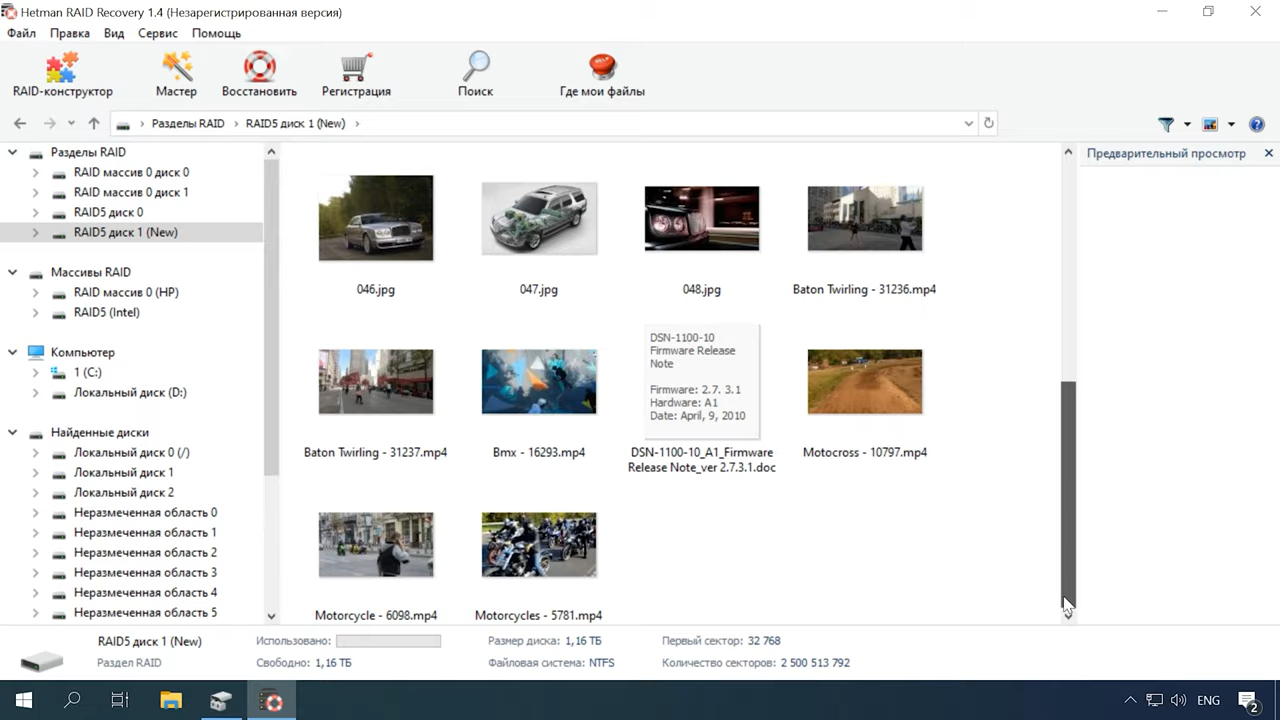 Hetman RAID Recovery 1.4 (Незарегистрированная версия)
Файл Правка Вид Сервис Помощь
RAID-конструктор Мастер Восстановить Регистрация Поиск Где мои файлы
Разделы RAID RAID5 диск 1 (New)
Разделы RAID
RAID массив 0 диск 0
RAID массив 0 диск 1
RAID5 диск 0
RAID5 диск 1 (New)
Массивы RAID
RAID массив 0 (HP)
RAID5 (Intel)
Компьютер
1 (C:)
Локальный диск (D:)
Найденные диски
Локальный диск 0 (/)
Локальный диск 1
Локальный диск 2
Неразмеченная область 0
Неразмеченная область 1
Неразмеченная область 2
Неразмеченная область 3
Неразмеченная область 4
Неразмеченная область 5
046.jpg 047.jpg 048.jpg Baton Twirling - 31236.mp4
DSN-1100-10
Firmware Release
Note
Firmware: 2.7. 3.1
Hardware: A1
Date: April, 9, 2010
Baton Twirling - 31237.mp4 Bmx - 16293.mp4 DSN-1100-10_A1_Firmware Motocross - 10797.mp4
Release Note_ver 2.7.3.1.doc
Motorcycle - 6098.mp4 Motorcycles - 5781.mp4
Предварительный просмотр
RAID5 диск 1 (New) Использовано: Размер диска: 1,16 ТБ Первый сектор: 32 768
Раздел RAID Свободно: 1,16 ТБ Файловая система: NTFS Количество секторов: 2 500 513 792
ENG 2